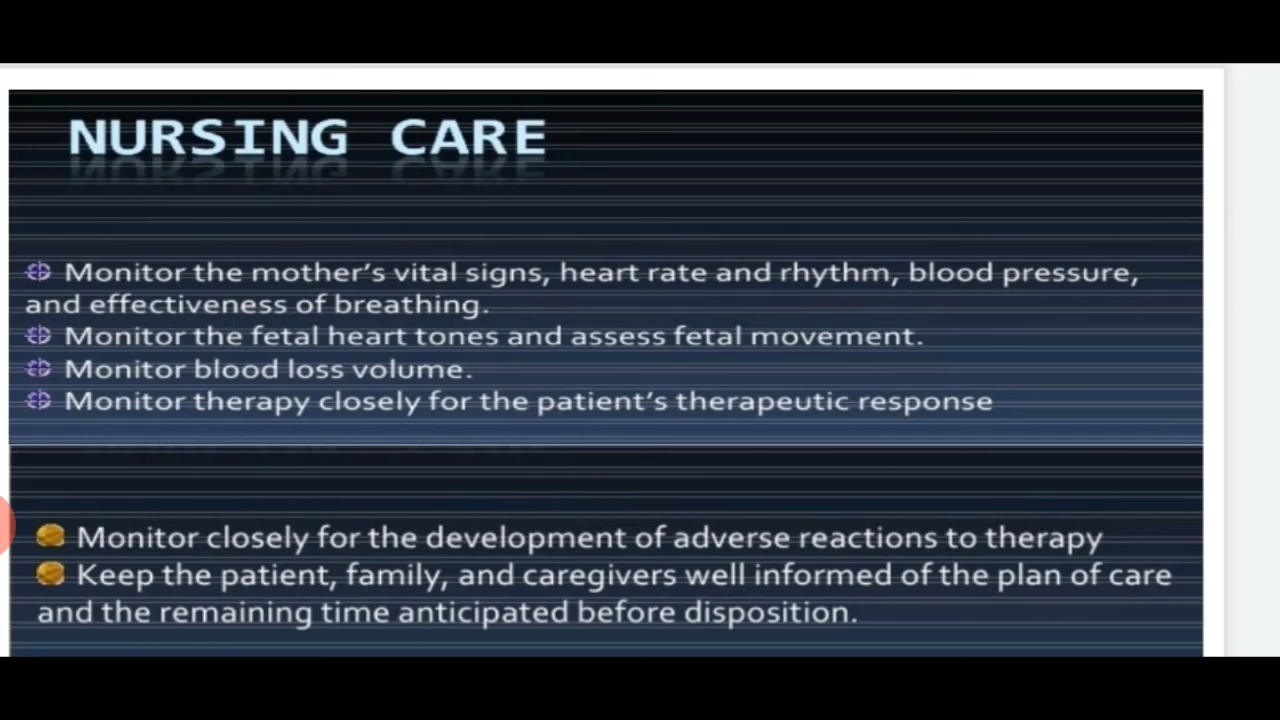 NURSING CARE
Monitor the mother's vital signs, heart rate and rhythm, blood pressure,
and effectiveness of breathing.
Monitor the fetal heart tones and assess fetal movement.
Monitor blood loss volume.
Monitor therapy closely for the patient's therapeutic response
Monitor closely for the development of adverse reactions to therapy
Keep the patient, family, and caregivers well informed of the plan of care
and the remaining time anticipated before disposition.